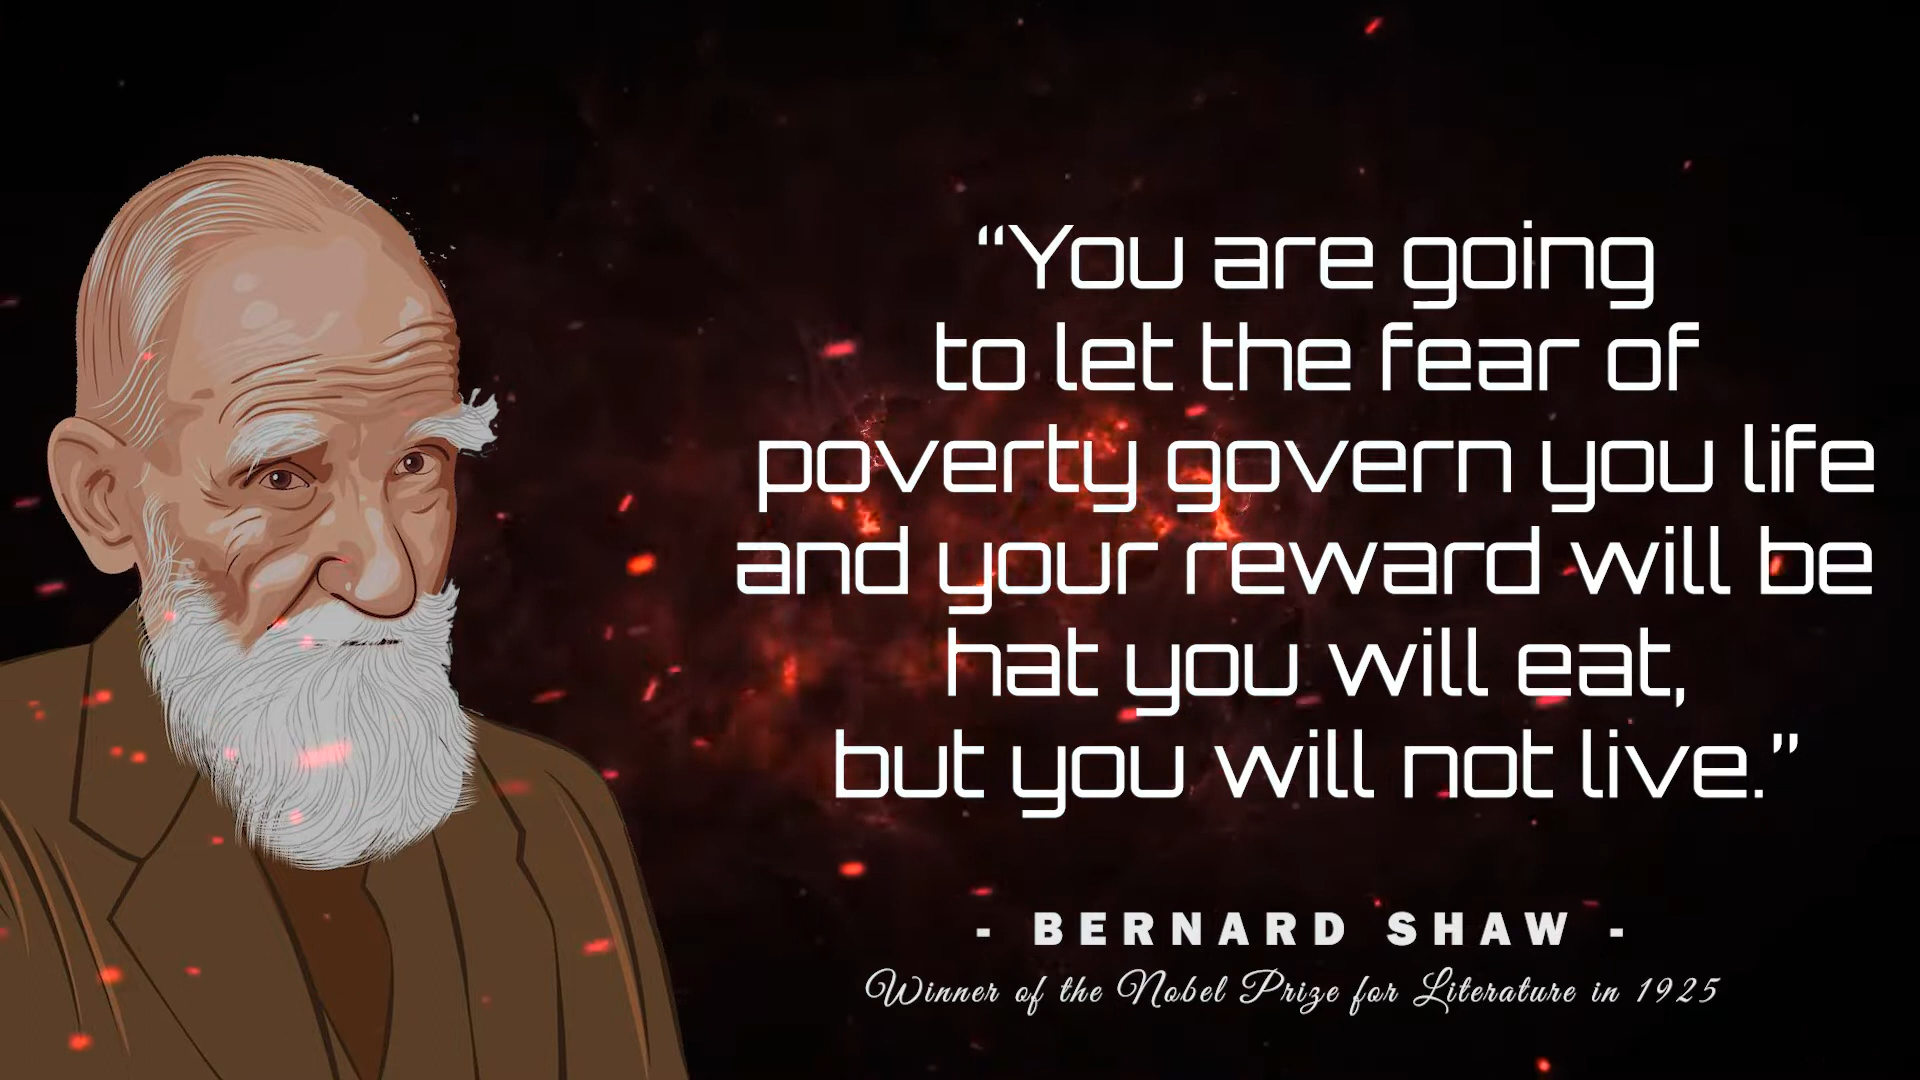 “You are going
to let the fear of
poverty govern you life
and your reward will be
hat you will eat,
but you will not live.”
- BERNARD SHAW -
Winner of the Nobel Prize for Literature in 1925